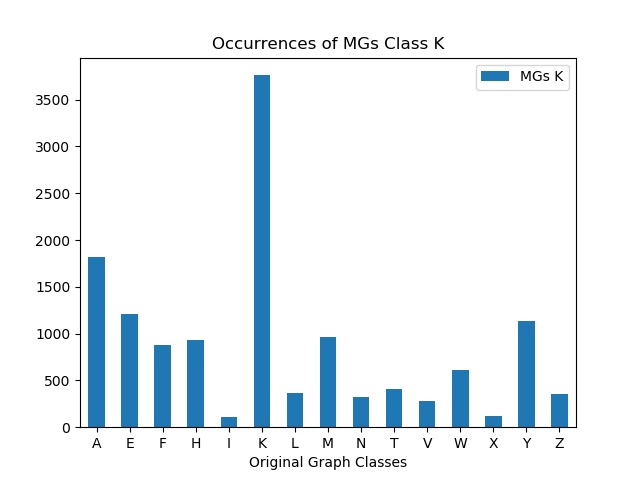 Occurrences of MGs Class K
MGs K
3500
3000
2500
2000
1500
1000
500
0
A E F H I K L M N T V W X Y Z
Original Graph Classes